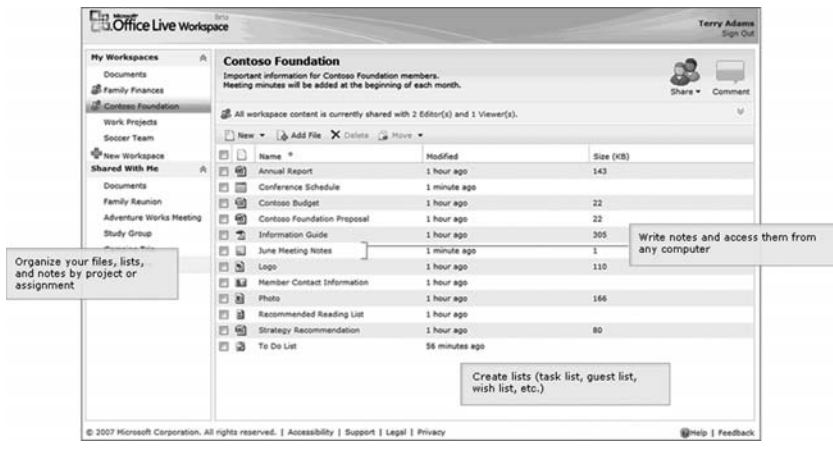 Microsoft
Office Live Workspace Beta
Terry Adams
Sign Out
My Workspaces
Documents
Family Finances
Contoso Foundation
Work Projects
Soccer Team
New Workspace
Shared With Me
Documents
Family Reunion
Adventure Works Meeting
Study Group
Organize your files, lists,
and notes by project or
assignment
Contoso Foundation
Important information for Contoso Foundation members.
Meeting minutes will be added at the beginning of each month.
Share Comment
All workspace content is currently shared with 2 Editor(s) and 1 Viewer(s).
New Add File Delete Move
Name Modified Size (KB)
Annual Report 1 hour ago 143
Conference Schedule 1 minute ago
Contoso Budget 1 hour ago 22
Contoso Foundation Proposal 1 hour ago 22
Information Guide 1 hour ago 305
June Meeting Notes 1 minute ago 1
Logo 1 hour ago 110
Member Contact Information 1 hour ago
Photo 1 hour ago 166
Recommended Reading List 1 hour ago
Strategy Recommendation 1 hour ago 80
To Do List 56 minutes ago
Write notes and access them from
any computer
Create lists (task list, guest list,
wish list, etc.)
© 2007 Microsoft Corporation. All rights reserved. | Accessibility | Support | Legal | Privacy
Help | Feedback